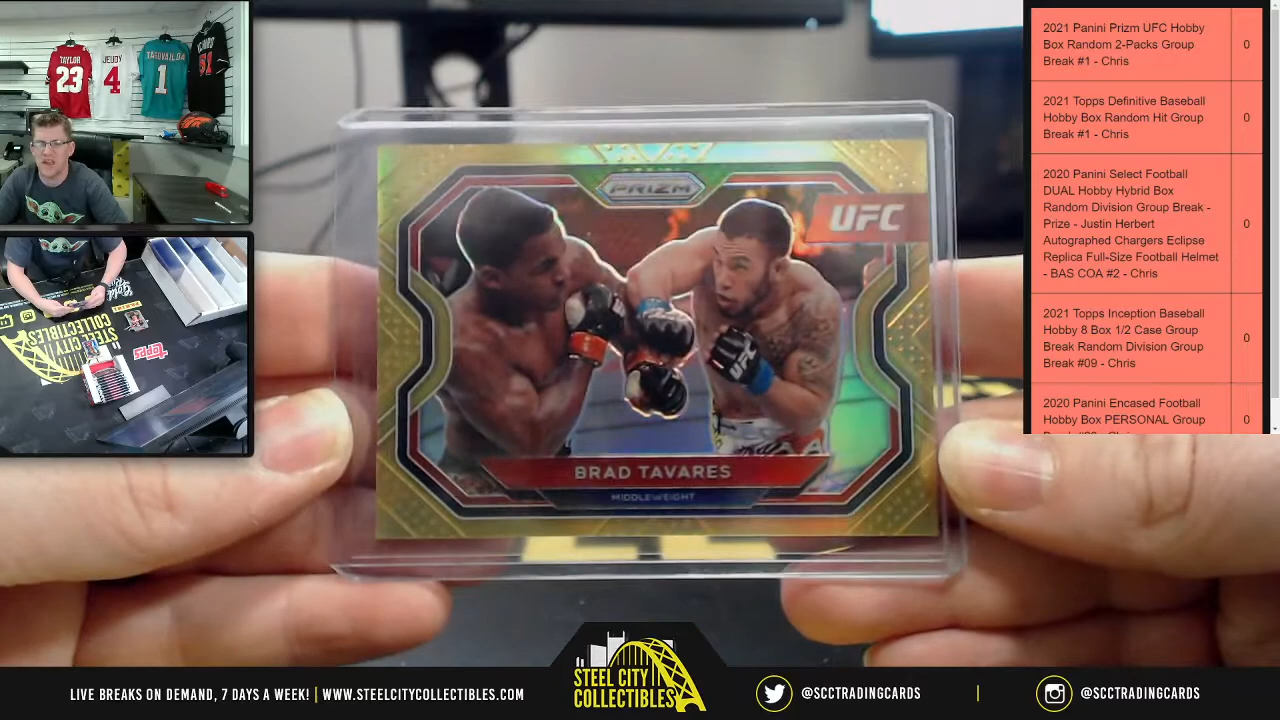 TAYLOR
23
JEUDY
4
TAGOVAILOA
1
STEEL CITY
COLLECTIBLES
Topps
PRIZM
UFC
UFC
BRAD TAVARES
MIDDLEWEIGHT
2021 Panini Prizm UFC Hobby
Box Random 2-Packs Group
Break #1 - Chris
0
2021 Topps Definitive Baseball
Hobby Box Random Hit Group
Break #1 - Chris
0
2020 Panini Select Football
DUAL Hobby Hybrid Box
Random Division Group Break -
Prize - Justin Herbert
Autographed Chargers Eclipse
Replica Full-Size Football Helmet
- BAS COA #2 - Chris
0
2021 Topps Inception Baseball
Hobby 8 Box 1/2 Case Group
Break Random Division Group
Break #09 - Chris
0
2020 Panini Encased Football
Hobby Box PERSONAL Group
0
LIVE BREAKS ON DEMAND, 7 DAYS A WEEK! | WWW.STEELCITYCOLLECTIBLES.COM
STEEL CITY
COLLECTIBLES
@SCCTRADINGCARDS
|
@SCCTRADINGCARDS